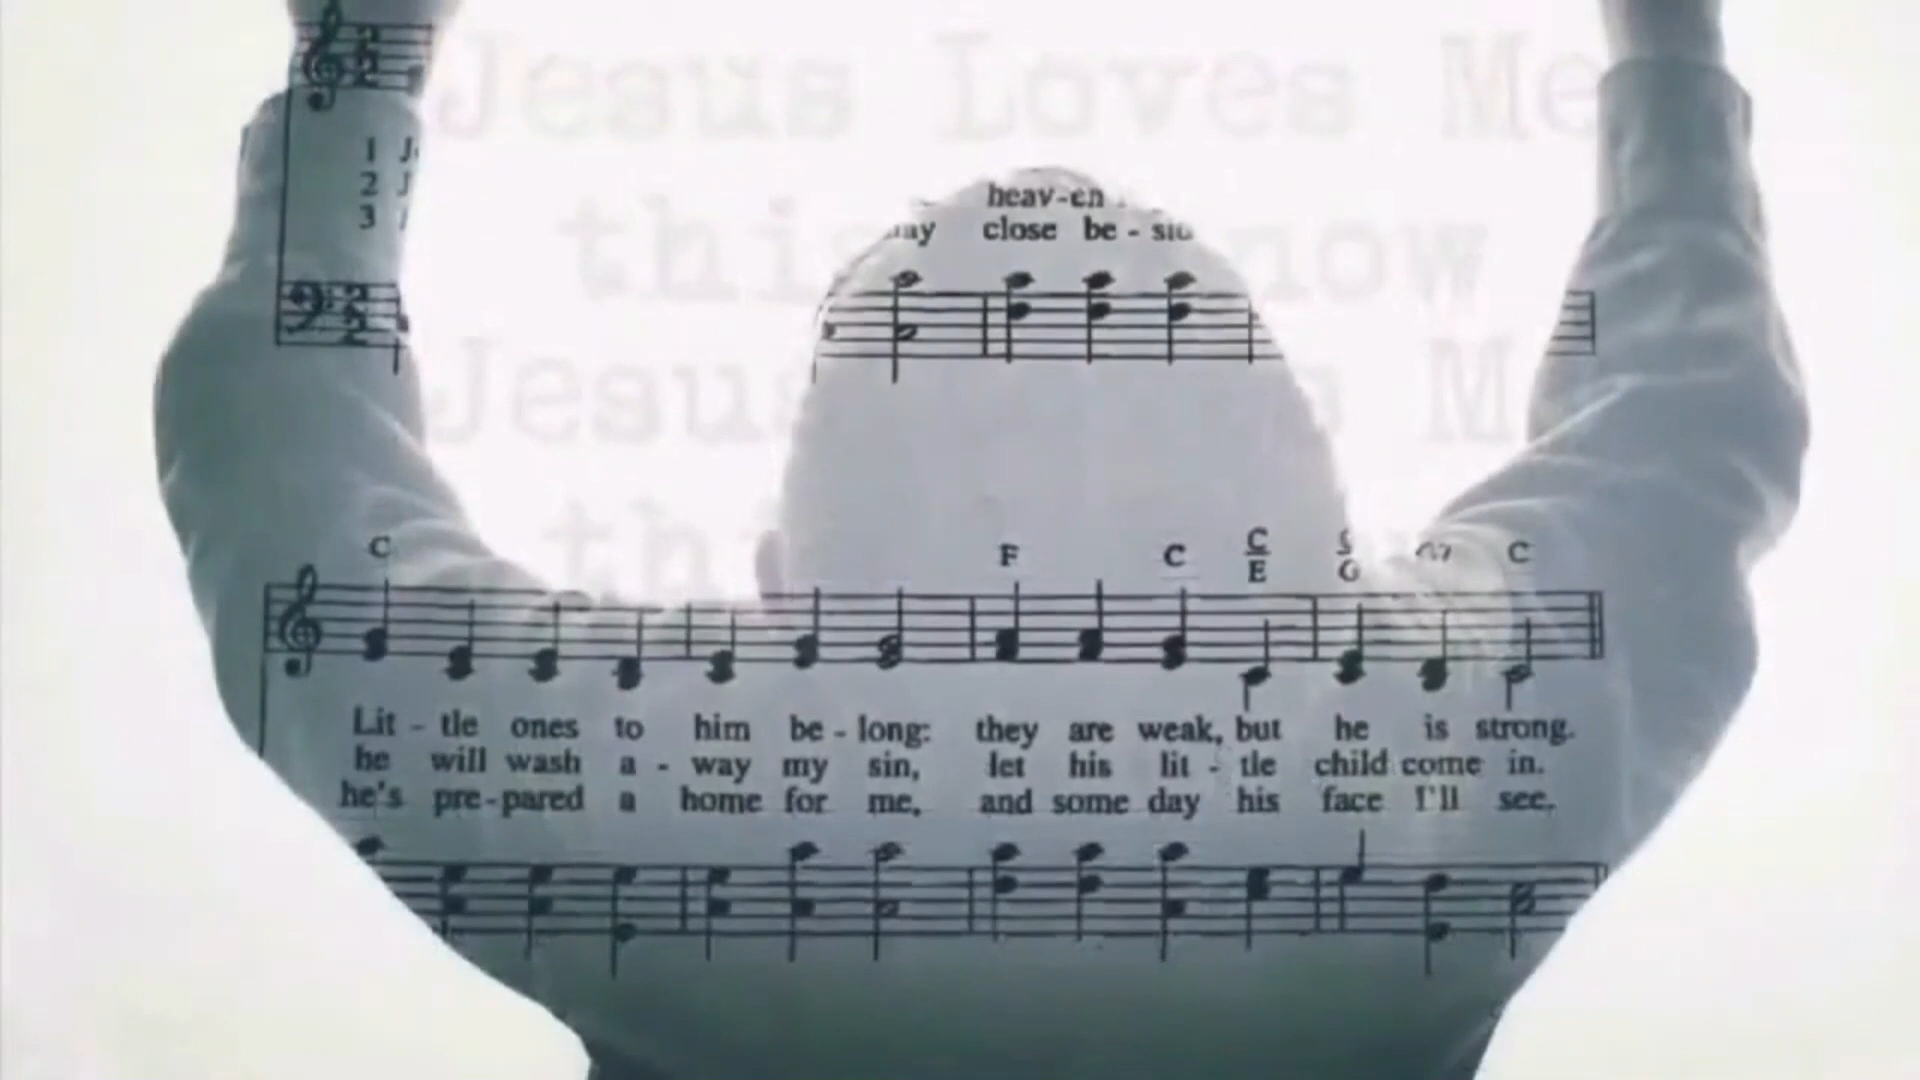 Jesus Loves Me
1
2
3
heav-en
close be -
C F C C/E C
Lit - tle ones to him be - long: they are weak, but he is strong.
he will wash a - way my sin, let his lit - tle child come in.
he's pre - pared a home for me, and some day his face I'll see.